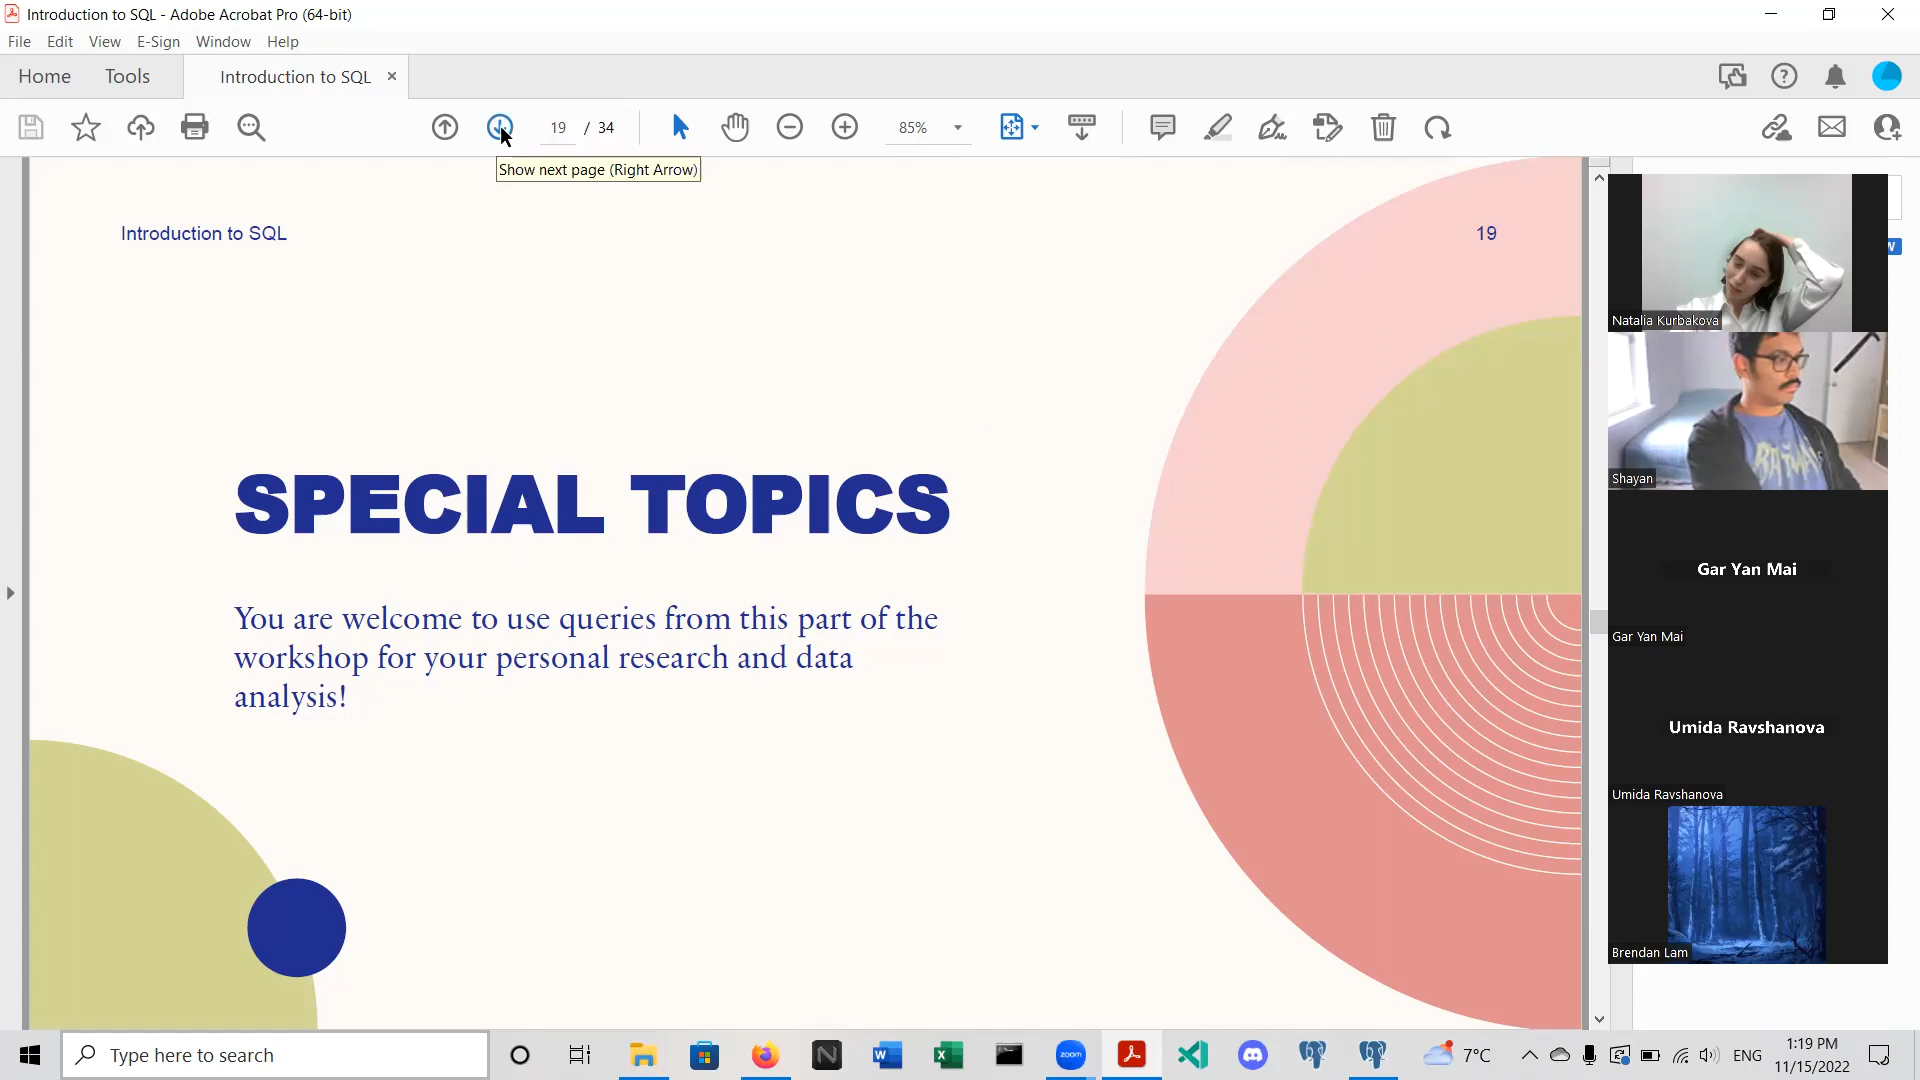 Introduction to SQL - Adobe Acrobat Pro (64-bit)
File Edit View E-Sign Window Help
Home Tools Introduction to SQL ×
19 / 34 85%
Show next page (Right Arrow)
Introduction to SQL 19
SPECIAL TOPICS
You are welcome to use queries from this part of the
workshop for your personal research and data
analysis!
W
Natalia Kurbakova
Shayan
Gar Yan Mai
Gar Yan Mai
Umida Ravshanova
Umida Ravshanova
Brendan Lam
Type here to search
zoom
7°C
ENG
1:19 PM
11/15/2022